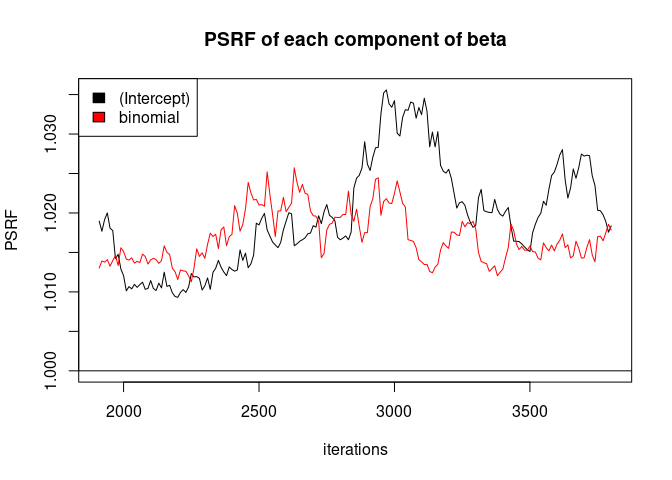 PSRF of each component of beta
(Intercept)
binomial
PSRF
1.030
1.020
1.010
1.000
2000 2500 3000 3500
iterations